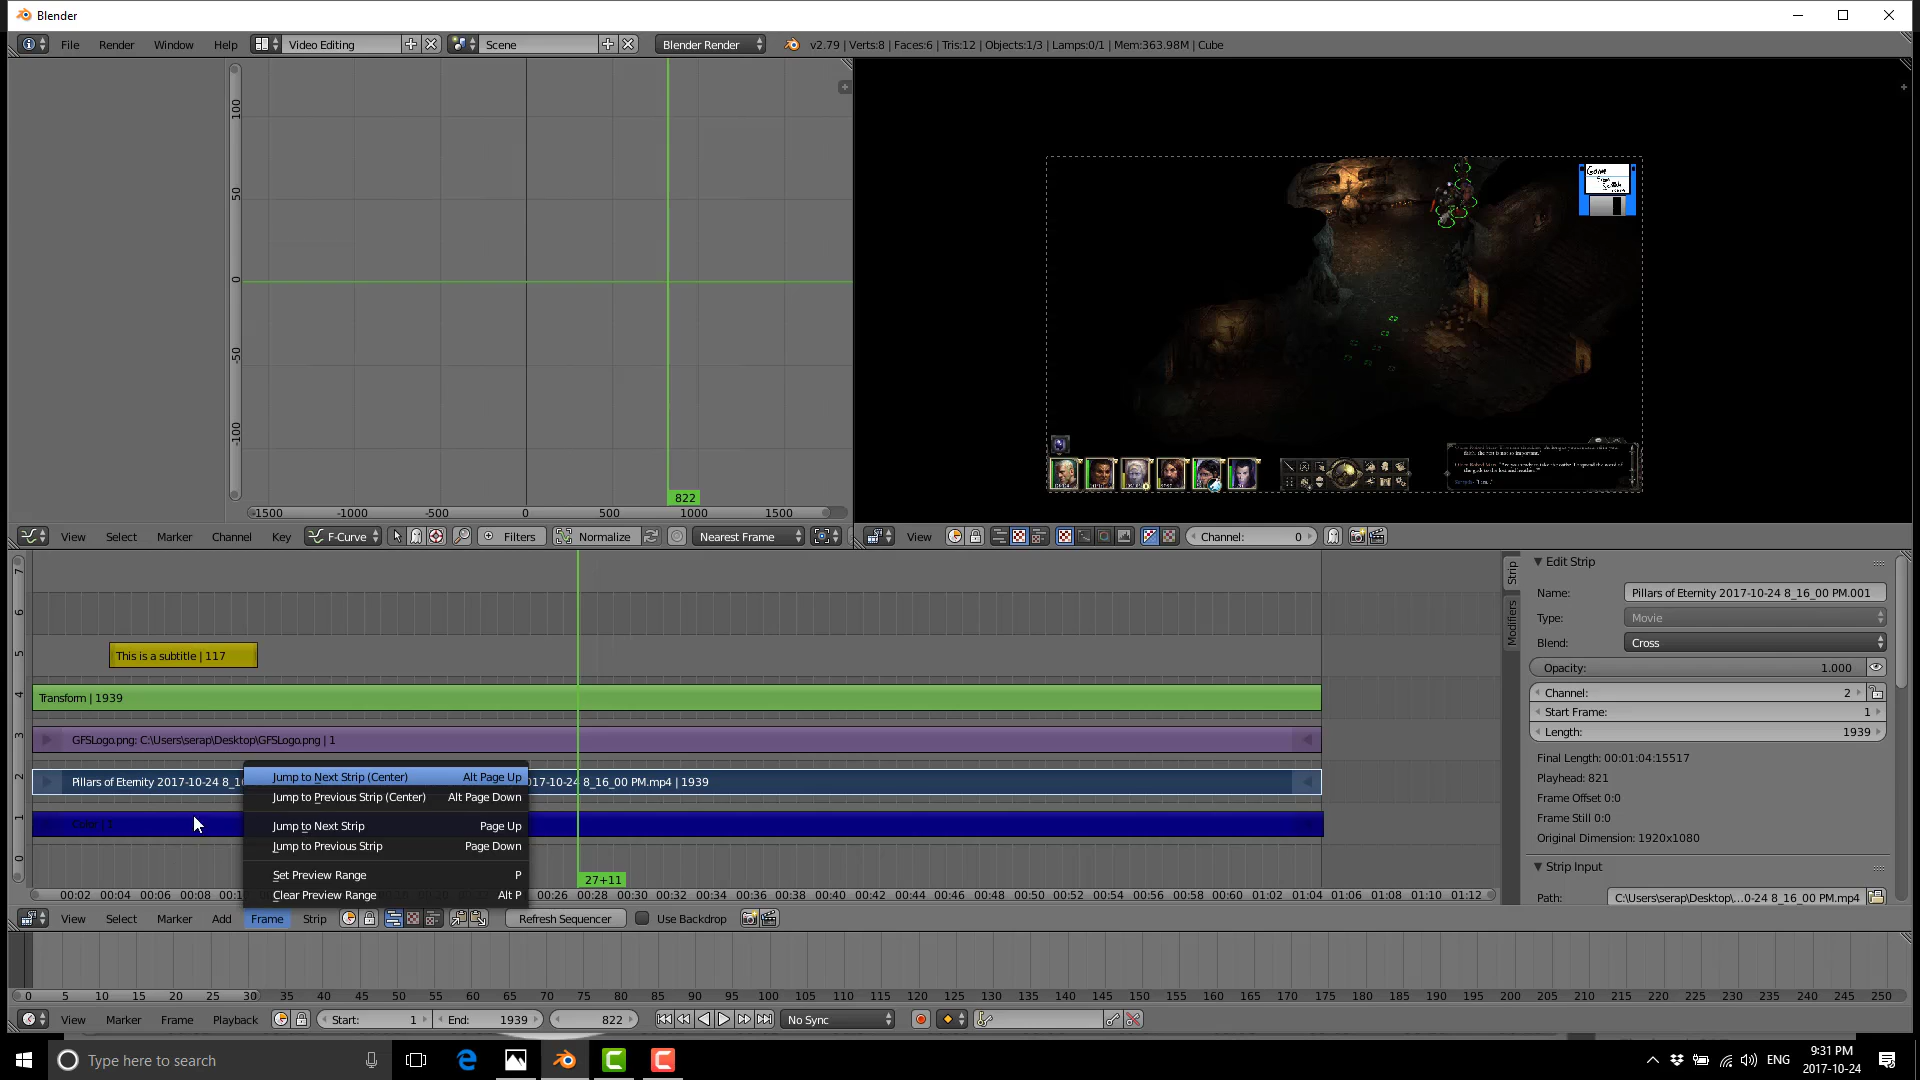 Blender
File Render Window Help Video Editing Scene Blender Render v2.79 | Verts:8 | Faces:6 | Tris:12 | Objects:1/3 | Lamps:0/1 | Mem:363.98M | Cube
100
50
0
-50
-100
822
-1500 -1000 -500 0 500 1000 1500
View Select Marker Channel Key F-Curve Filters Normalize Nearest Frame
Game
View Channel: 0
7
6
5 This is a subtitle | 117
4 Transform | 1939
3 GFSLogo.png: C:\Users\serap\Desktop\GFSLogo.png | 1
2 Pillars of Eternity 2017-10-24 8_1 017-10-24 8_16_00 PM.mp4 | 1939
1
0
Jump to Next Strip (Center) Alt Page Up
Jump to Previous Strip (Center) Alt Page Down
Jump to Next Strip Page Up
Jump to Previous Strip Page Down
Set Preview Range P
Clear Preview Range Alt P
27+11
00:02 00:04 00:06 00:08 00:10 00:26 00:28 00:30 00:32 00:34 00:36 00:38 00:40 00:42 00:44 00:46 00:48 00:50 00:52 00:54 00:56 00:58 01:00 01:02 01:04 01:06 01:08 01:10 01:12
View Select Marker Add Frame Strip Refresh Sequencer Use Backdrop
Strip
Modifiers
Edit Strip
Name: Pillars of Eternity 2017-10-24 8_16_00 PM.001
Type: Movie
Blend: Cross
Opacity: 1.000
Channel: 2
Start Frame: 1
Length: 1939
Final Length: 00:01:04:15517
Playhead: 821
Frame Offset 0:0
Frame Still 0:0
Original Dimension: 1920x1080
Strip Input
Path: C:\Users\serap\Desktop\...0-24 8_16_00 PM.mp4
0 5 10 15 20 25 30 35 40 45 50 55 60 65 70 75 80 85 90 95 100 105 110 115 120 125 130 135 140 145 150 155 160 165 170 175 180 185 190 195 200 205 210 215 220 225 230 235 240 245 250
View Marker Frame Playback Start: 1 End: 1939 822 No Sync
Type here to search
ENG
9:31 PM
2017-10-24